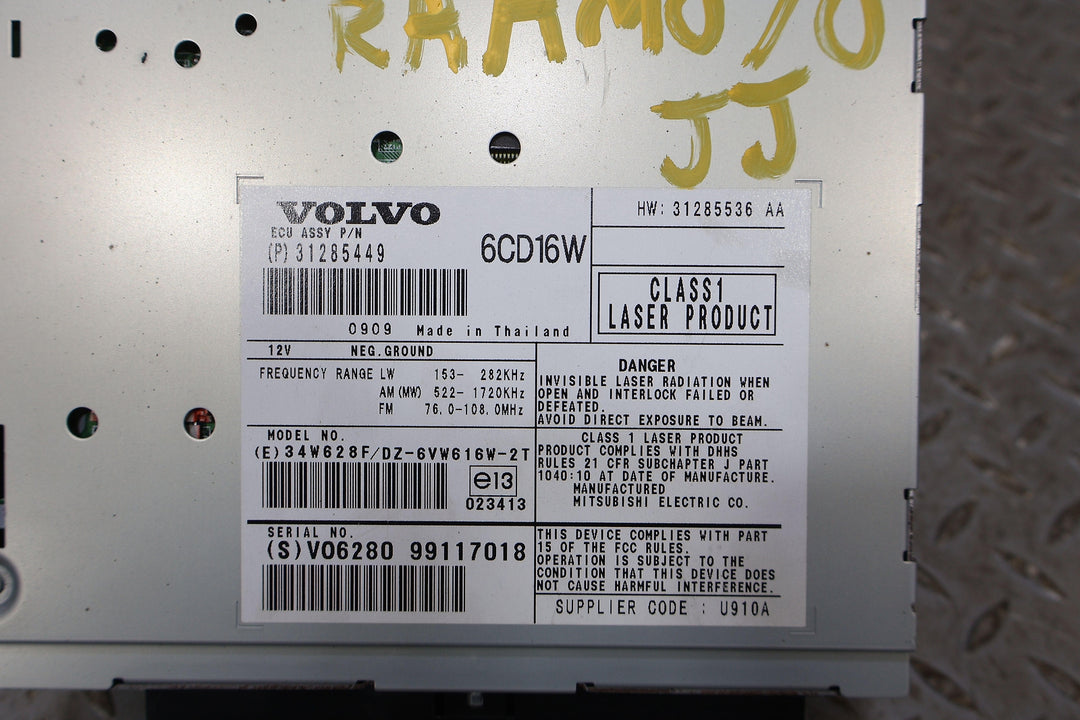 JJ
VOLVO
ECU ASSY P/N
(P) 31285449
6CD16W
HW: 31285536 AA
CLASS1
LASER PRODUCT
0909 Made in Thailand
12V NEG.GROUND
FREQUENCY RANGE LW 153- 282KHz
AM (MW) 522- 1720KHz
FM 76.0-108.0MHz
DANGER
INVISIBLE LASER RADIATION WHEN
OPEN AND INTERLOCK FAILED OR
DEFEATED.
AVOID DIRECT EXPOSURE TO BEAM.
MODEL NO.
(E) 34W628F/DZ-6VW616W-2T
e13
023413
CLASS 1 LASER PRODUCT
PRODUCT COMPLIES WITH DHHS
RULES 21 CFR SUBCHAPTER J PART
1040:10 AT DATE OF MANUFACTURE.
MANUFACTURED
MITSUBISHI ELECTRIC CO.
SERIAL NO.
(S) VO6280 99117018
THIS DEVICE COMPLIES WITH PART
15 OF THE FCC RULES.
OPERATION IS SUBJECT TO THE
CONDITION THAT THIS DEVICE DOES
NOT CAUSE HARMFUL INTERFERENCE.
SUPPLIER CODE : U910A